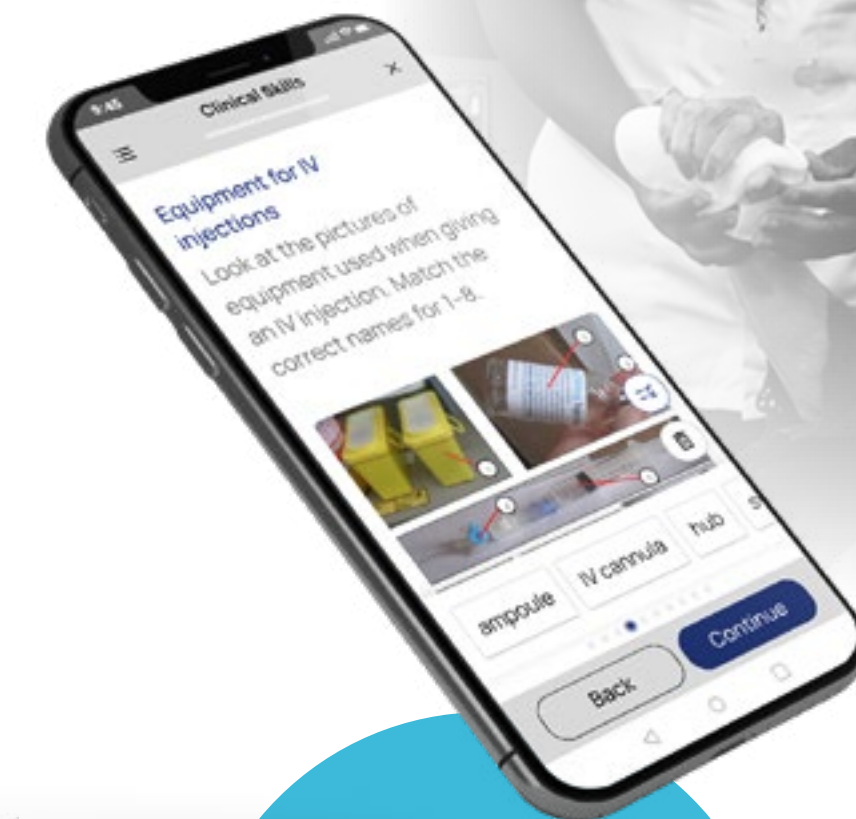 9:45
Clinical Skills
Equipment for IV
injections
Look at the pictures of
equipment used when giving
an IV injection. Match the
correct names for 1-8.
ampoule
IV cannula
hub
s
Back
Continue